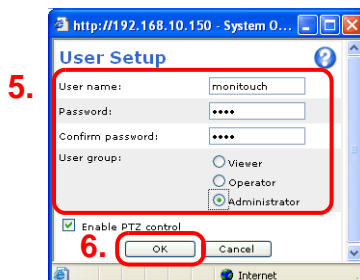 http://192.168.10.150 - System O...
User Setup
5.
User name: monitouch
Password: ••••
Confirm password: ••••
User group: Viewer
Operator
Administrator
Enable PTZ control
6. OK Cancel
Internet